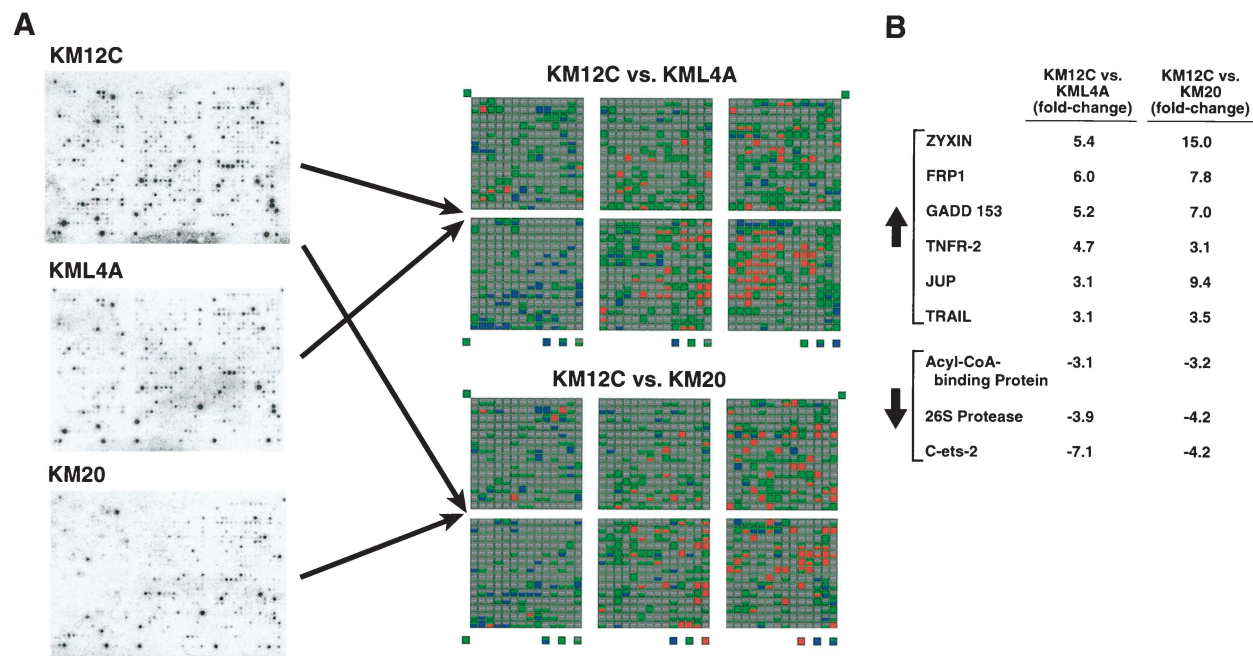 A
KM12C
KML4A
KM20
KM12C vs. KML4A
KM12C vs. KM20
B
KM12C vs.
KML4A
(fold-change)
KM12C vs.
KM20
(fold-change)
ZYXIN 5.4 15.0
FRP1 6.0 7.8
GADD 153 5.2 7.0
TNFR-2 4.7 3.1
JUP 3.1 9.4
TRAIL 3.1 3.5
Acyl-CoA- -3.1 -3.2
binding Protein
26S Protease -3.9 -4.2
C-ets-2 -7.1 -4.2